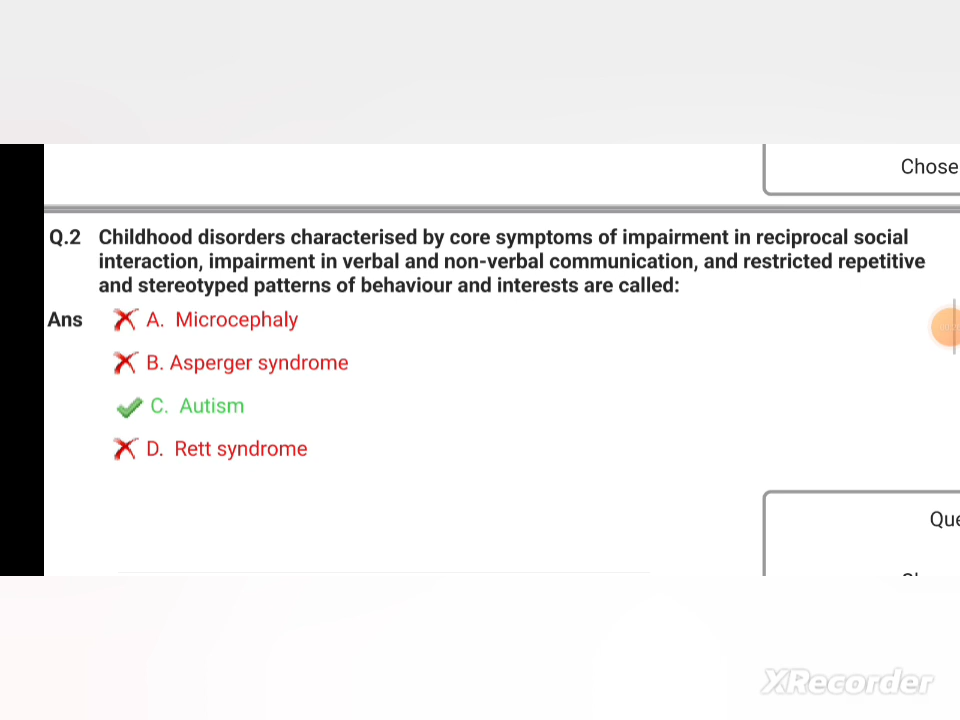 Chose
Q.2 Childhood disorders characterised by core symptoms of impairment in reciprocal social
interaction, impairment in verbal and non-verbal communication, and restricted repetitive
and stereotyped patterns of behaviour and interests are called:
Ans A. Microcephaly
B. Asperger syndrome
C. Autism
D. Rett syndrome
Que
XRecorder